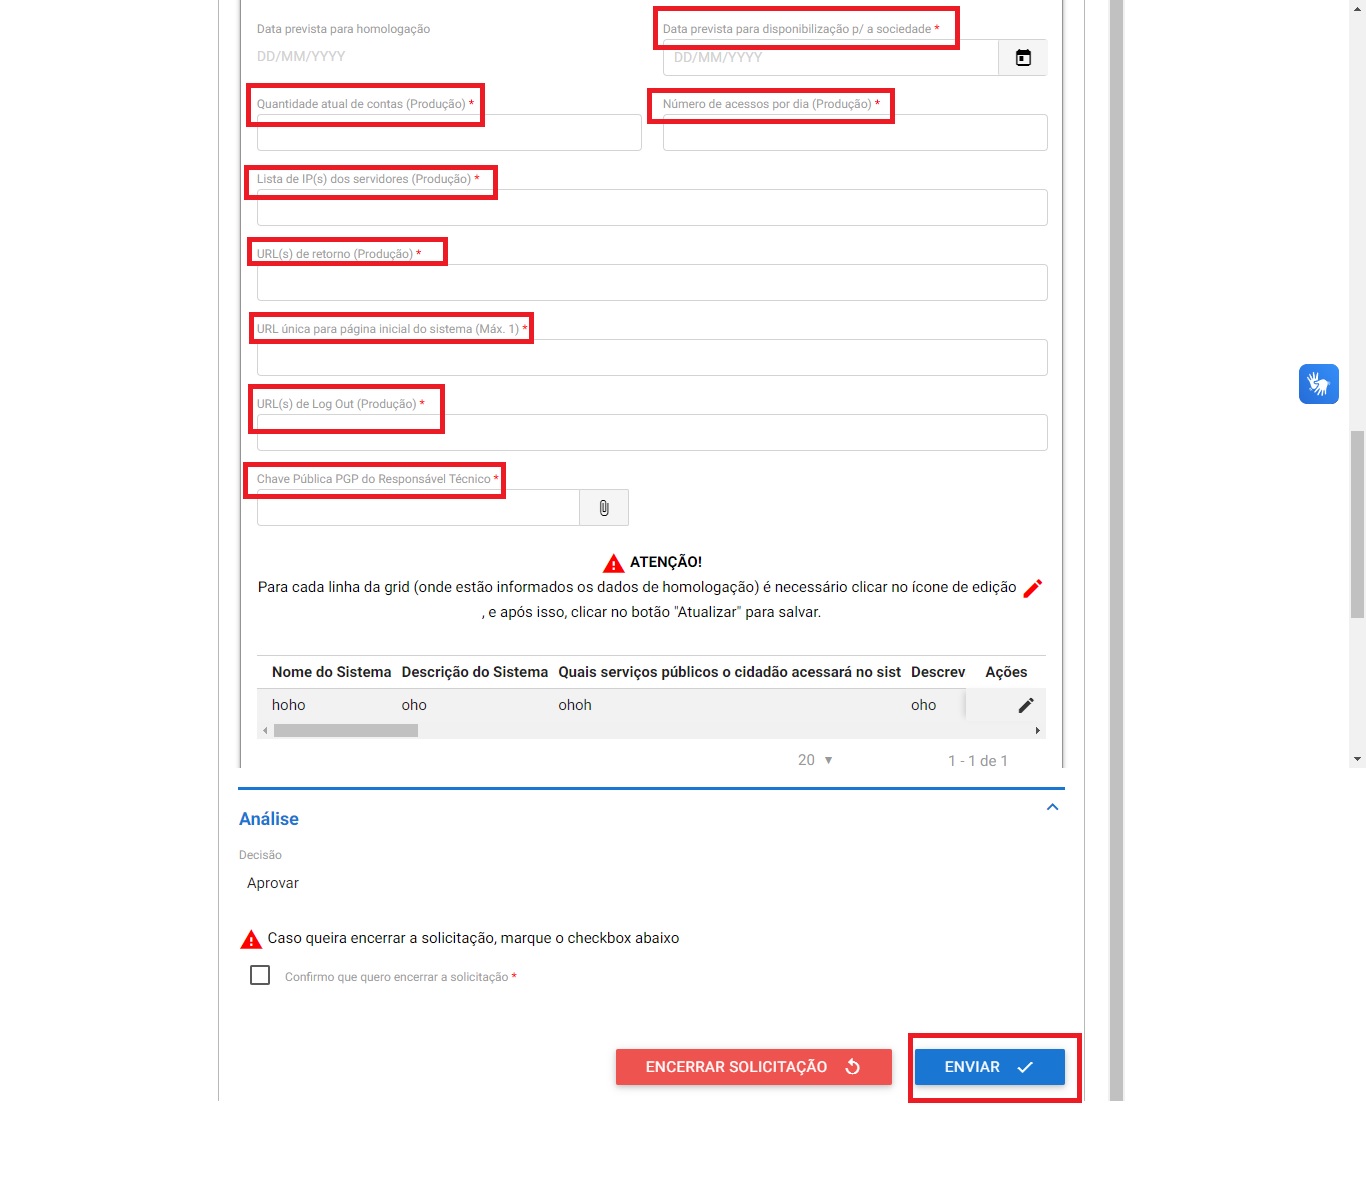 Data prevista para homologação
DD/MM/YYYY
Data prevista para disponibilização p/ a sociedade *
DD/MM/YYYY
Quantidade atual de contas (Produção) *
Número de acessos por dia (Produção) *
Lista de IP(s) dos servidores (Produção) *
URL(s) de retorno (Produção) *
URL única para página inicial do sistema (Máx. 1) *
URL(s) de Log Out (Produção) *
Chave Pública PGP do Responsável Técnico *
ATENÇÃO!
Para cada linha da grid (onde estão informados os dados de homologação) é necessário clicar no ícone de edição
, e após isso, clicar no botão "Atualizar" para salvar.
Nome do Sistema Descrição do Sistema Quais serviços públicos o cidadão acessará no sist Descrev Ações
hoho oho ohoh oho
20 1 - 1 de 1
Análise
Decisão
Aprovar
Caso queira encerrar a solicitação, marque o checkbox abaixo
Confirmo que quero encerrar a solicitação *
ENCERRAR SOLICITAÇÃO ENVIAR